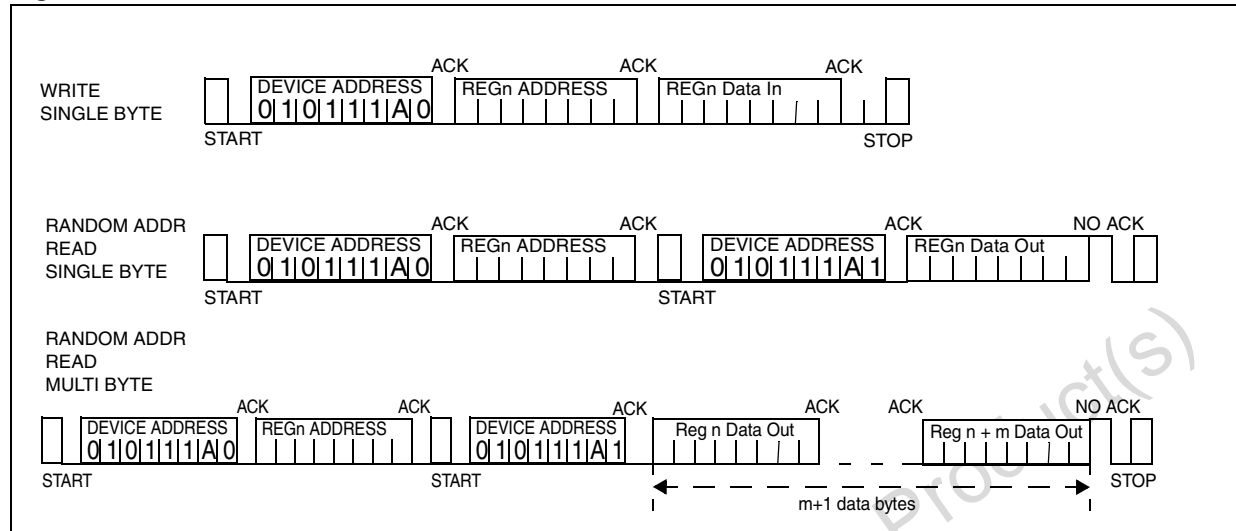 ACK ACK ACK
WRITE
SINGLE BYTE
DEVICE ADDRESS REGn ADDRESS REGn Data In
0 1 0 1 1 1 A 0
START STOP
RANDOM ADDR
READ
SINGLE BYTE
ACK ACK ACK NO ACK
DEVICE ADDRESS REGn ADDRESS DEVICE ADDRESS REGn Data Out
0 1 0 1 1 1 A 0 0 1 0 1 1 1 A 1
START START
RANDOM ADDR
READ
MULTI BYTE
ACK ACK ACK ACK ACK NO ACK
DEVICE ADDRESS REGn ADDRESS DEVICE ADDRESS Reg n Data Out Reg n + m Data Out
0 1 0 1 1 1 A 0 0 1 0 1 1 1 A 1
START START STOP
m+1 data bytes
Product(s)